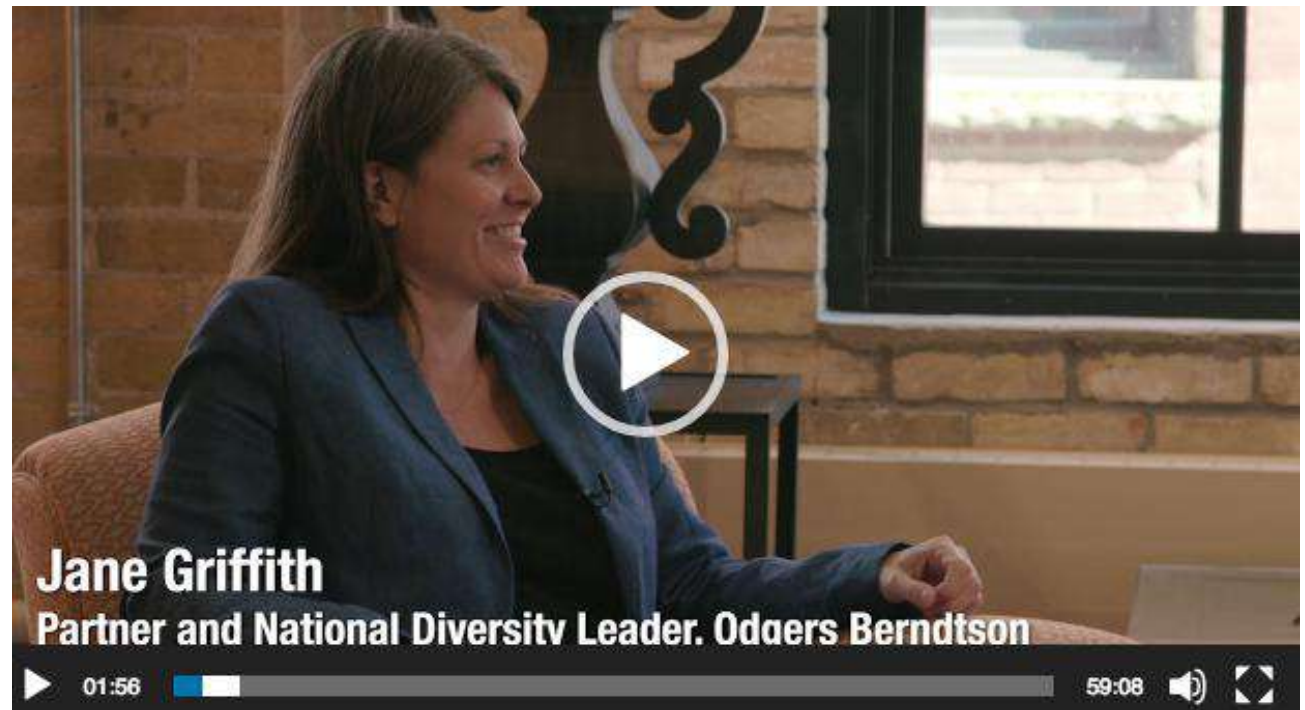 Jane Griffith
Partner and National Diversity Leader, Odgers Berndtson
01:56 59:08